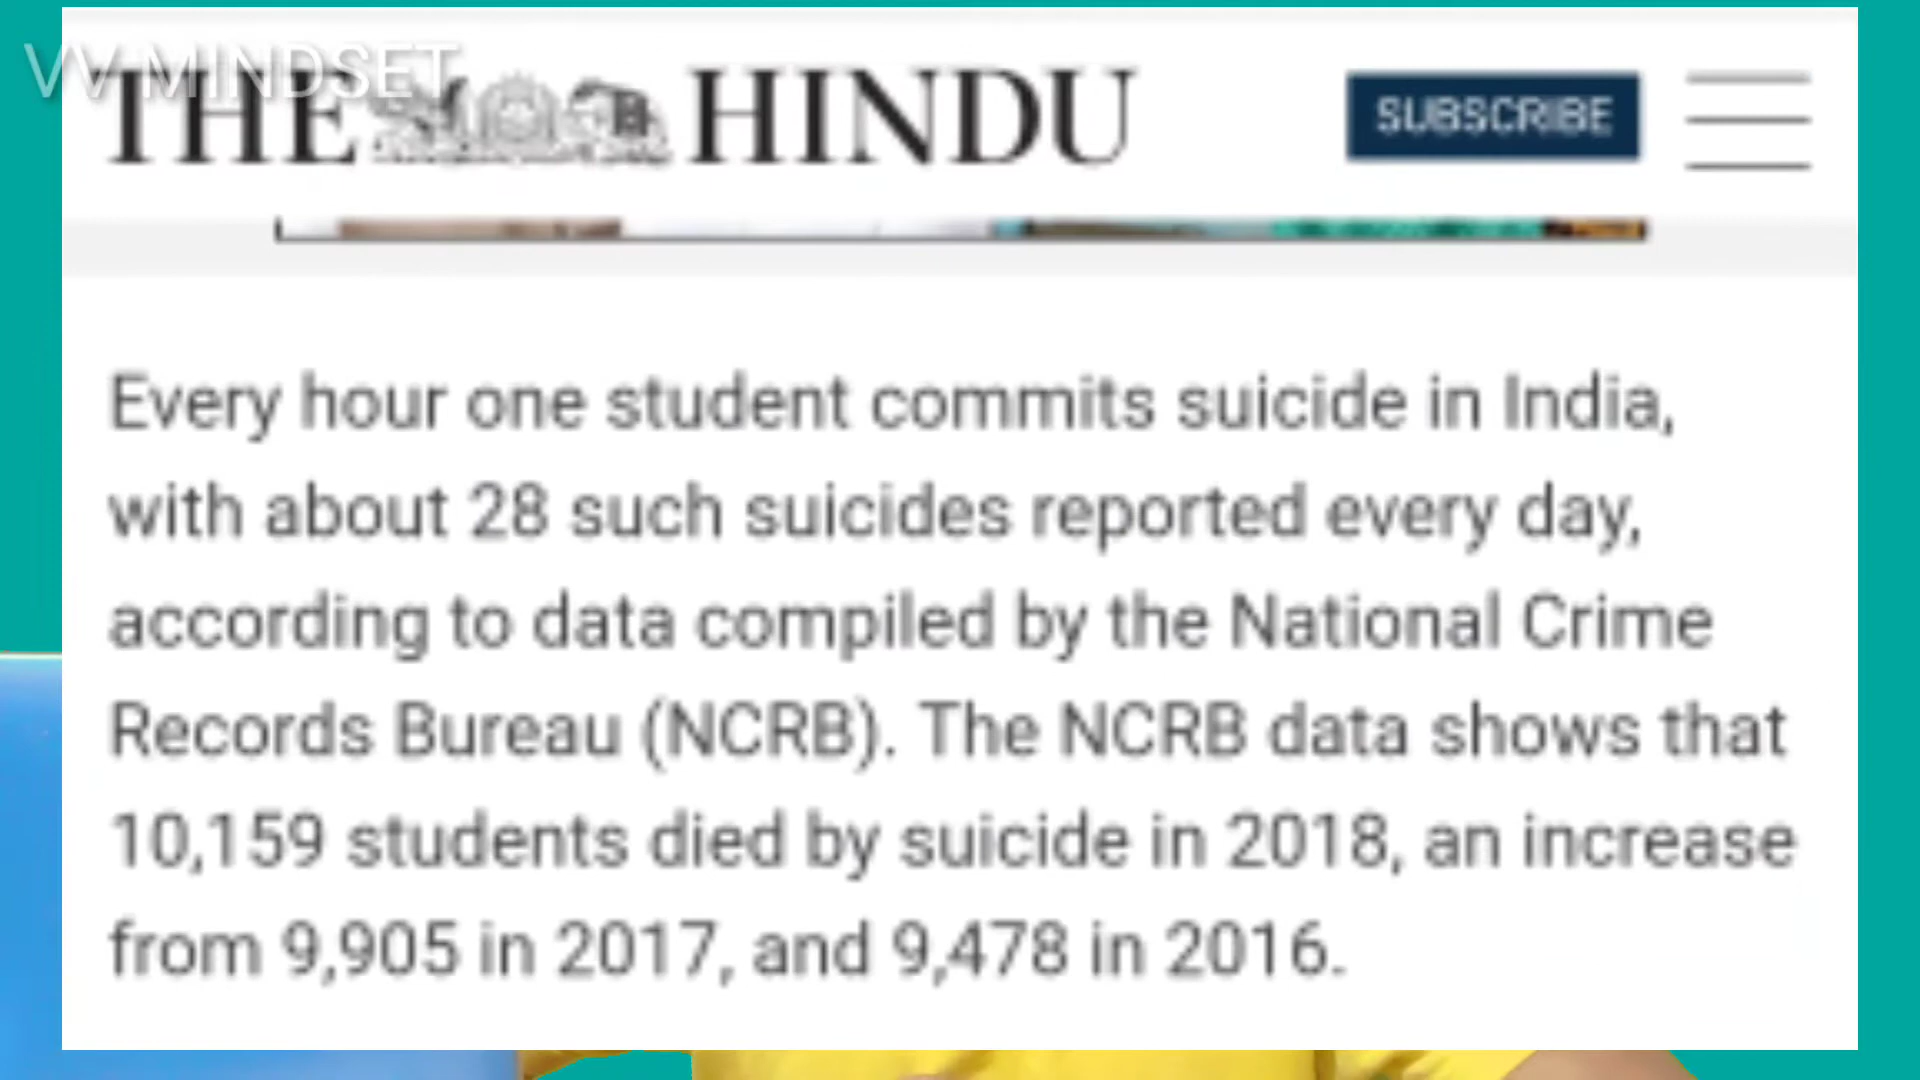 VV MINDSET
THE HINDU
SUBSCRIBE
Every hour one student commits suicide in India,
with about 28 such suicides reported every day,
according to data compiled by the National Crime
Records Bureau (NCRB). The NCRB data shows that
10,159 students died by suicide in 2018, an increase
from 9,905 in 2017, and 9,478 in 2016.